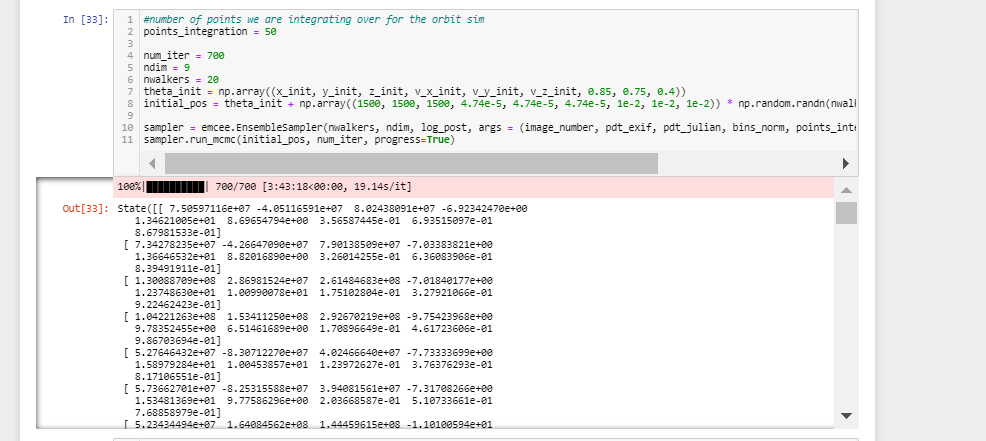 In [33]:
1 #number of points we are integrating over for the orbit sim
2 points_integration = 50
3
4 num_iter = 700
5 ndim = 9
6 nwalkers = 20
7 theta_init = np.array((x_init, y_init, z_init, v_x_init, v_y_init, v_z_init, 0.85, 0.75, 0.4))
8 initial_pos = theta_init + np.array((1500, 1500, 1500, 4.74e-5, 4.74e-5, 4.74e-5, 1e-2, 1e-2, 1e-2)) * np.random.randn(nwal
9
10 sampler = emcee.EnsembleSampler(nwalkers, ndim, log_post, args = (image_number, pdt_exif, pdt_julian, bins_norm, points_inte
11 sampler.run_mcmc(initial_pos, num_iter, progress=True)
100%|██████████| 700/700 [3:43:18<00:00, 19.14s/it]
Out[33]: State([[ 7.50597116e+07 -4.05116591e+07 8.02438091e+07 -6.92342470e+00
1.34621005e+01 8.69654794e+00 3.56587445e-01 6.93515097e-01
8.67981533e-01]
[ 7.34278235e+07 -4.26647090e+07 7.90138509e+07 -7.03383821e+00
1.36646532e+01 8.82016890e+00 3.26014255e-01 6.36083906e-01
8.39491911e-01]
[ 1.30088709e+08 2.86981524e+07 2.61484683e+08 -7.01840177e+00
1.23748630e+01 1.00990078e+01 1.75102804e-01 3.27921066e-01
9.22462423e-01]
[ 1.04221263e+08 1.53411250e+08 2.92670219e+08 -9.75423968e+00
9.78352455e+00 6.51461689e+00 1.70896649e-01 4.61723606e-01
9.86703694e-01]
[ 5.27646432e+07 -8.30712270e+07 4.02466640e+07 -7.73333699e+00
1.58979284e+01 1.00453857e+01 1.23972627e-01 3.76376293e-01
8.17106551e-01]
[ 5.73662701e+07 -8.25315588e+07 3.94081561e+07 -7.31708266e+00
1.53481369e+01 9.77586296e+00 2.03668587e-01 5.10733661e-01
7.68858979e-01]
[ 5.23434494e+07 1.64084562e+08 1.44459615e+08 -1.10100594e+01